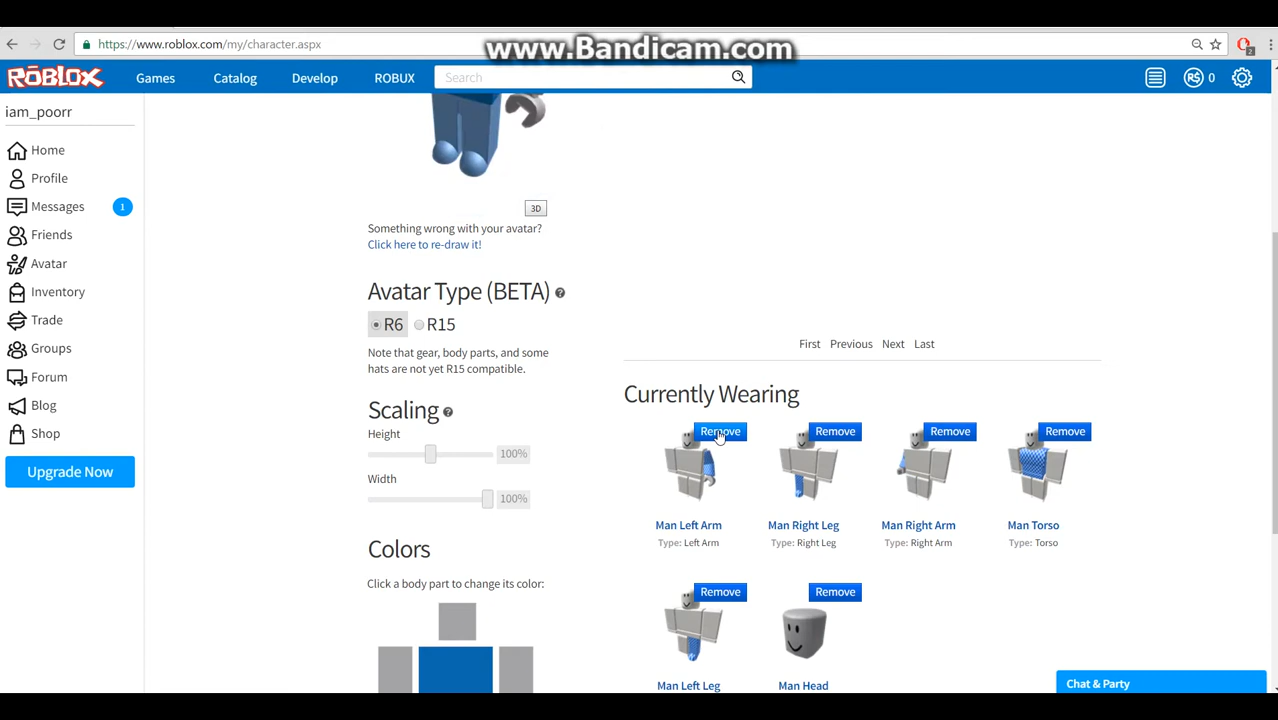 https://www.roblox.com/my/character.aspx
www.Bandicam.com
2
ROBLOX
Games
Catalog
Develop
ROBUX
Search
R$ 0
iam_poorr
Home
Profile
Messages 1
Friends
Avatar
Inventory
Trade
Groups
Forum
Blog
Shop
Upgrade Now
3D
Something wrong with your avatar?
Click here to re-draw it!
Avatar Type (BETA) ?
R6 R15
Note that gear, body parts, and some
hats are not yet R15 compatible.
Scaling ?
Height
100%
Width
100%
Colors
Click a body part to change its color:
First Previous Next Last
Currently Wearing
Remove Remove Remove Remove
Man Left Arm Man Right Leg Man Right Arm Man Torso
Type: Left Arm Type: Right Leg Type: Right Arm Type: Torso
Remove Remove
Man Left Leg Man Head
Chat & Party